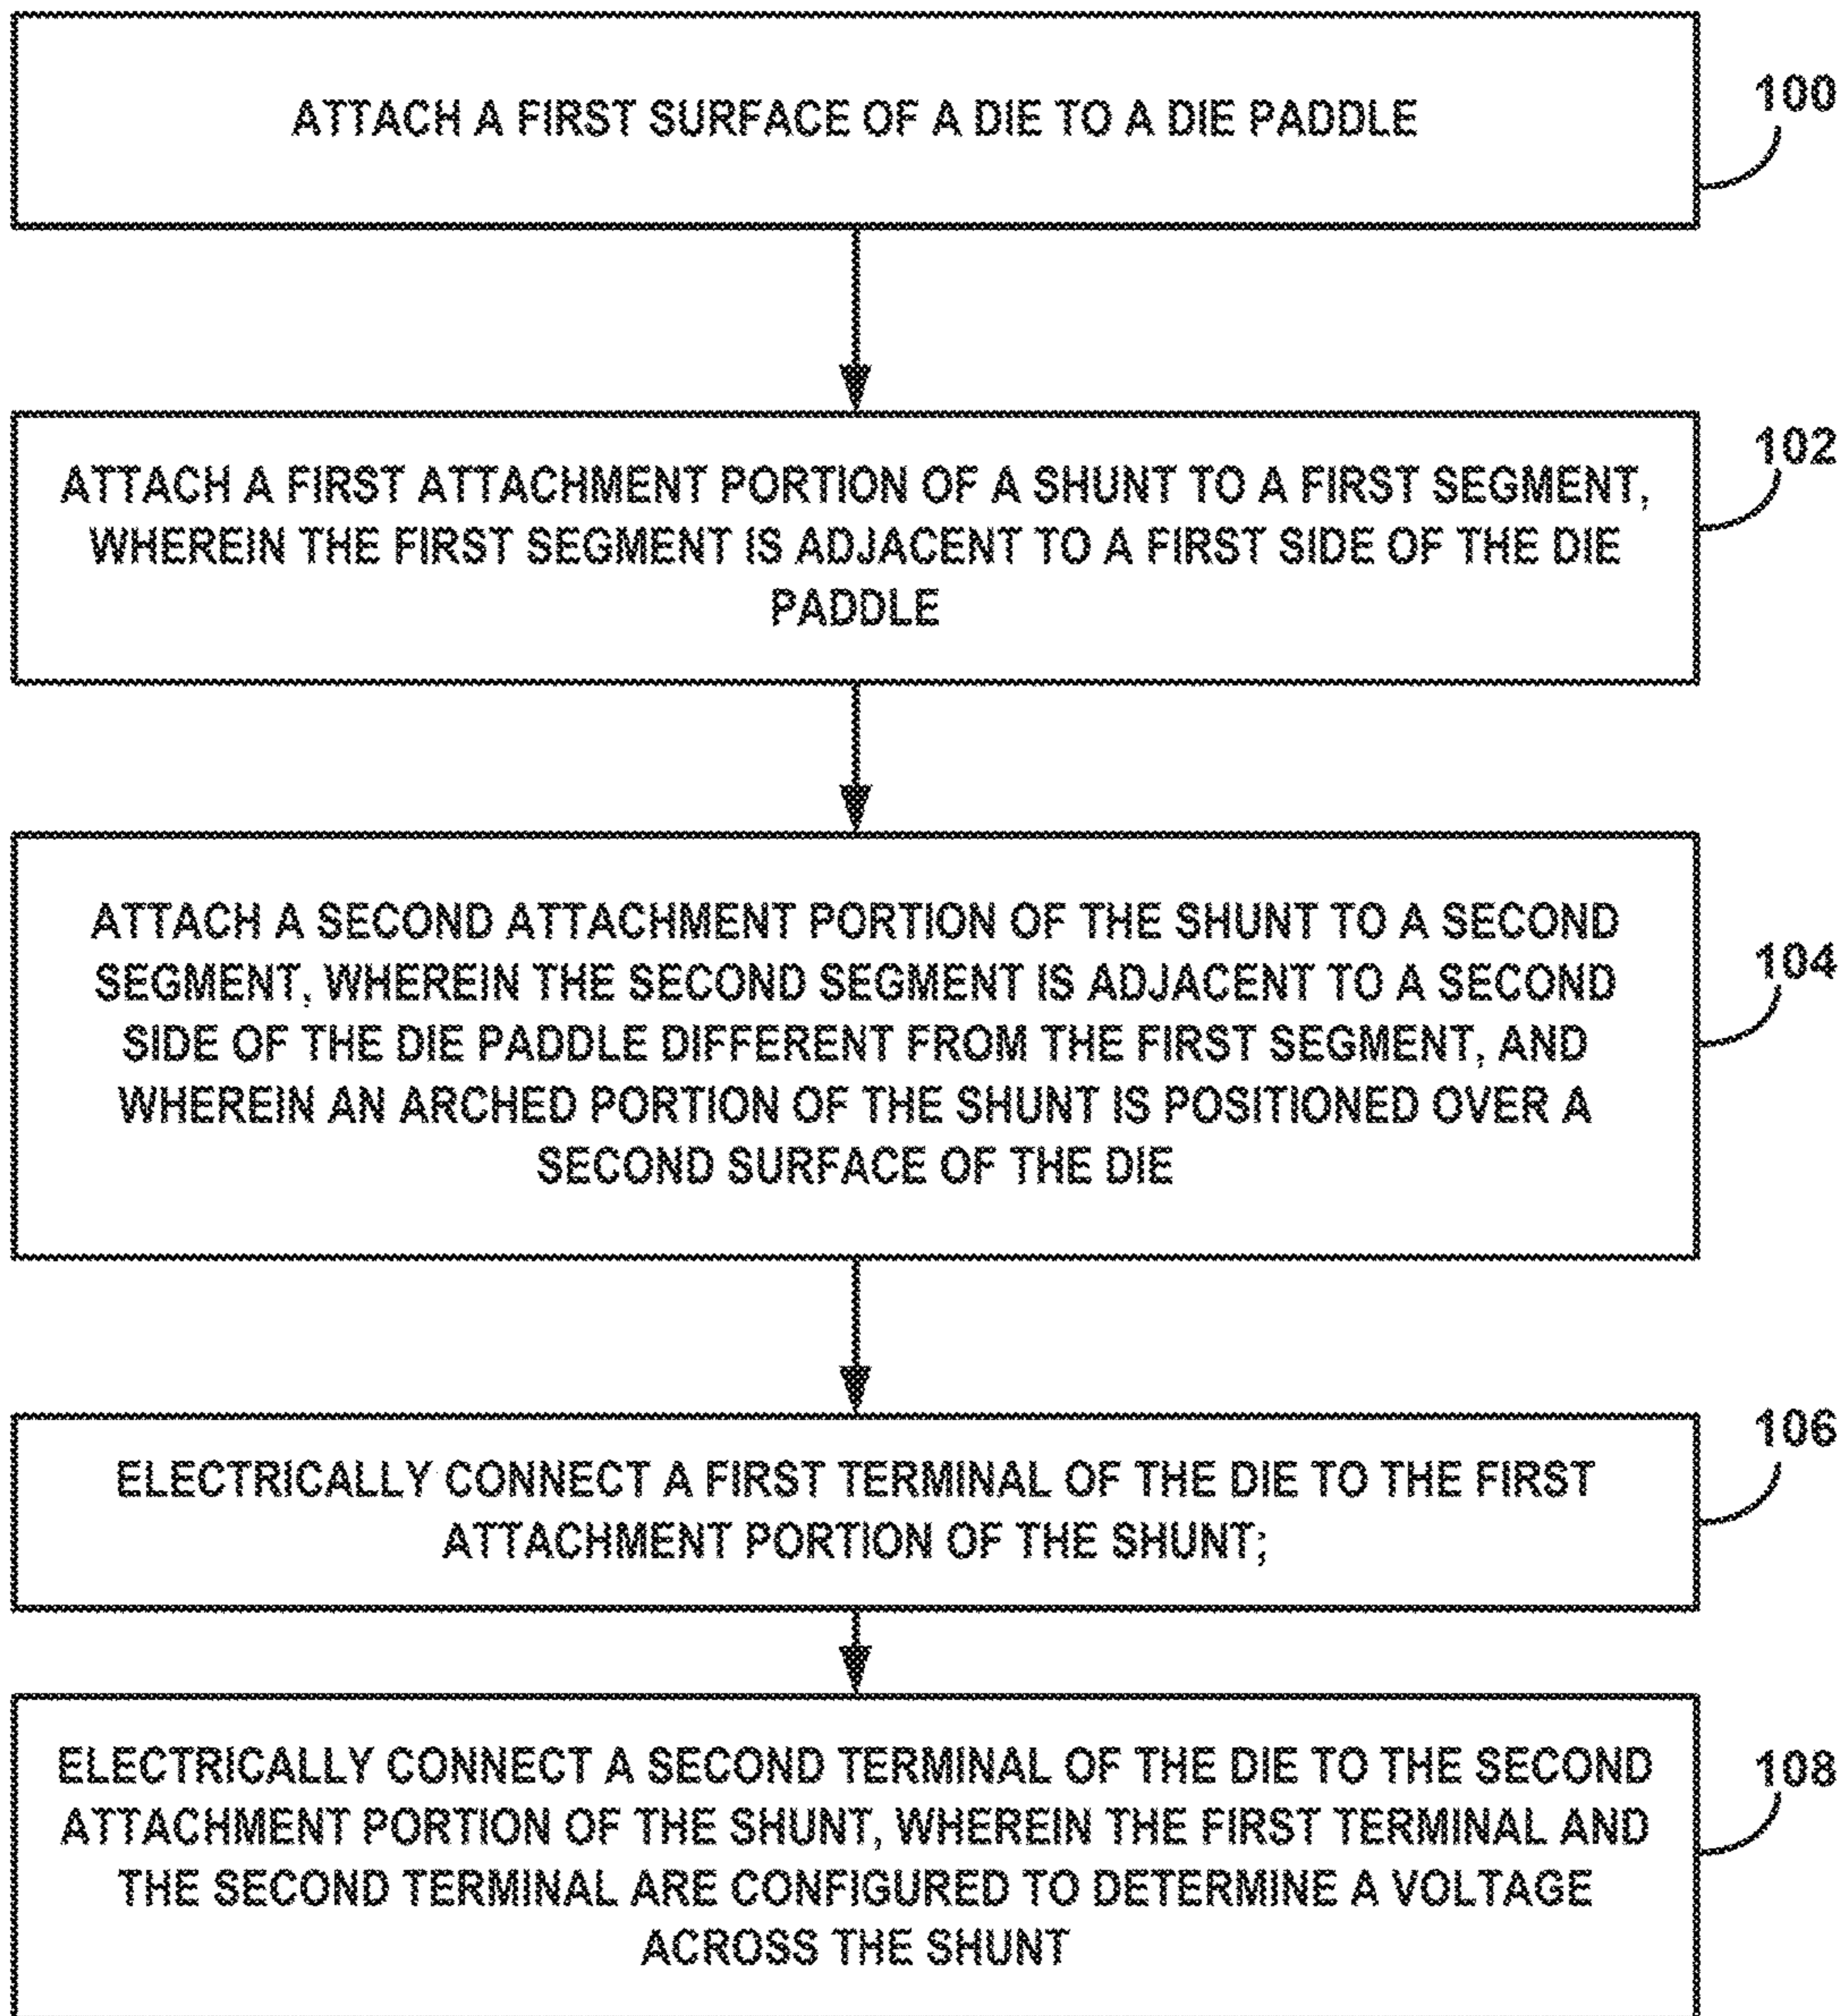 ATTACH A FIRST SURFACE OF A DIE TO A DIE PADDLE
100
ATTACH A FIRST ATTACHMENT PORTION OF A SHUNT TO A FIRST SEGMENT,
WHEREIN THE FIRST SEGMENT IS ADJACENT TO A FIRST SIDE OF THE DIE
PADDLE
102
ATTACH A SECOND ATTACHMENT PORTION OF THE SHUNT TO A SECOND
SEGMENT, WHEREIN THE SECOND SEGMENT IS ADJACENT TO A SECOND
SIDE OF THE DIE PADDLE DIFFERENT FROM THE FIRST SEGMENT, AND
WHEREIN AN ARCHED PORTION OF THE SHUNT IS POSITIONED OVER A
SECOND SURFACE OF THE DIE
104
ELECTRICALLY CONNECT A FIRST TERMINAL OF THE DIE TO THE FIRST
ATTACHMENT PORTION OF THE SHUNT;
106
ELECTRICALLY CONNECT A SECOND TERMINAL OF THE DIE TO THE SECOND
ATTACHMENT PORTION OF THE SHUNT, WHEREIN THE FIRST TERMINAL AND
THE SECOND TERMINAL ARE CONFIGURED TO DETERMINE A VOLTAGE
ACROSS THE SHUNT
108